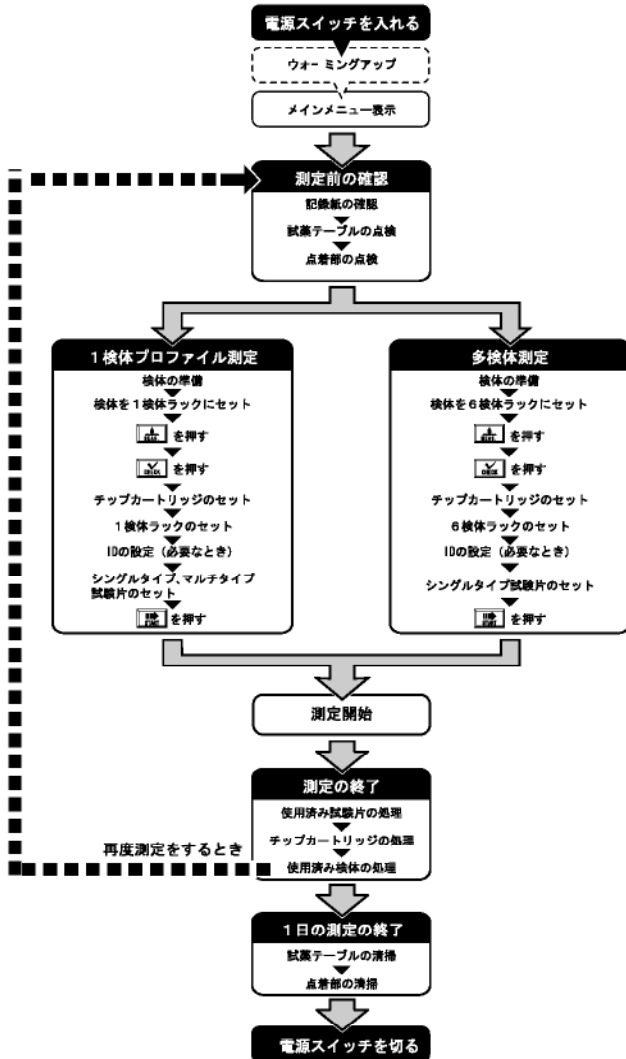 電源スイッチを入れる
ウォーミングアップ
メインメニュー表示
測定前の確認
記録紙の確認
試薬テーブルの点検
点着部の点検
1検体プロファイル測定
検体の準備
検体を1検体ラックにセット
を押す
CHECK を押す
チップカートリッジのセット
1検体ラックのセット
IDの設定（必要なとき）
シングルタイプ、マルチタイプ
試験片のセット
START を押す
多検体測定
検体の準備
検体を6検体ラックにセット
を押す
CHECK を押す
チップカートリッジのセット
6検体ラックのセット
IDの設定（必要なとき）
シングルタイプ試験片のセット
START を押す
測定開始
測定の終了
使用済み試験片の処理
チップカートリッジの処理
使用済み検体の処理
再度測定をするとき
1日の測定の終了
試薬テーブルの清掃
点着部の清掃
電源スイッチを切る